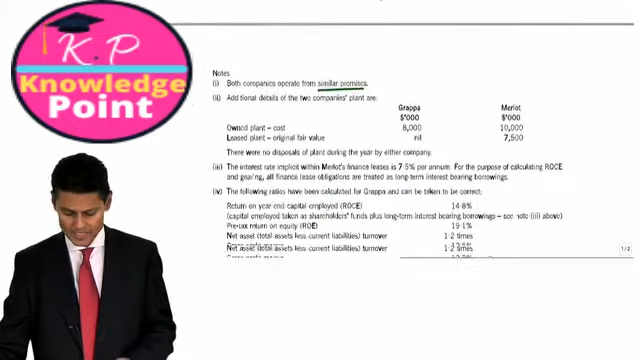 K.P
Knowledge
Point
Notes
(i) Both companies operate from similar premises.
(ii) Additional details of the two companies' plant are:
Grappa Merlot
$'000 $'000
Owned plant – cost 8,000 10,000
Leased plant – original fair value nil 7,500
There were no disposals of plant during the year by either company.
(iii) The interest rate implicit within Merlot's finance leases is 7·5% per annum. For the purpose of calculating ROCE
and gearing, all finance lease obligations are treated as long-term interest bearing borrowings.
(iv) The following ratios have been calculated for Grappa and can be taken to be correct:
Return on year end capital employed (ROCE) 14·8%
(capital employed taken as shareholders' funds plus long-term interest bearing borrowings – see note (iii) above)
Pre-tax return on equity (ROE) 19·1%
Net asset (total assets less current liabilities) turnover 1·2 times
Net asset (total assets less current liabilities) turnover 1·2 times
1/2